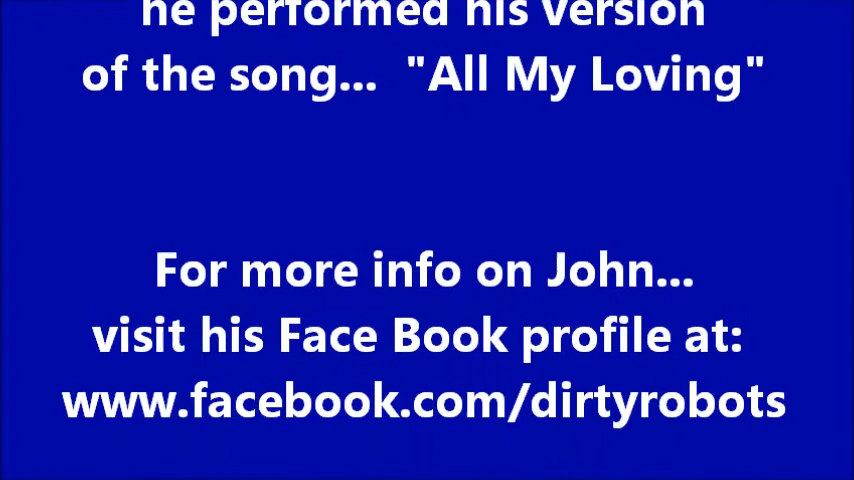 he performed his version
of the song... "All My Loving"
For more info on John...
visit his Face Book profile at:
www.facebook.com/dirtyrobots